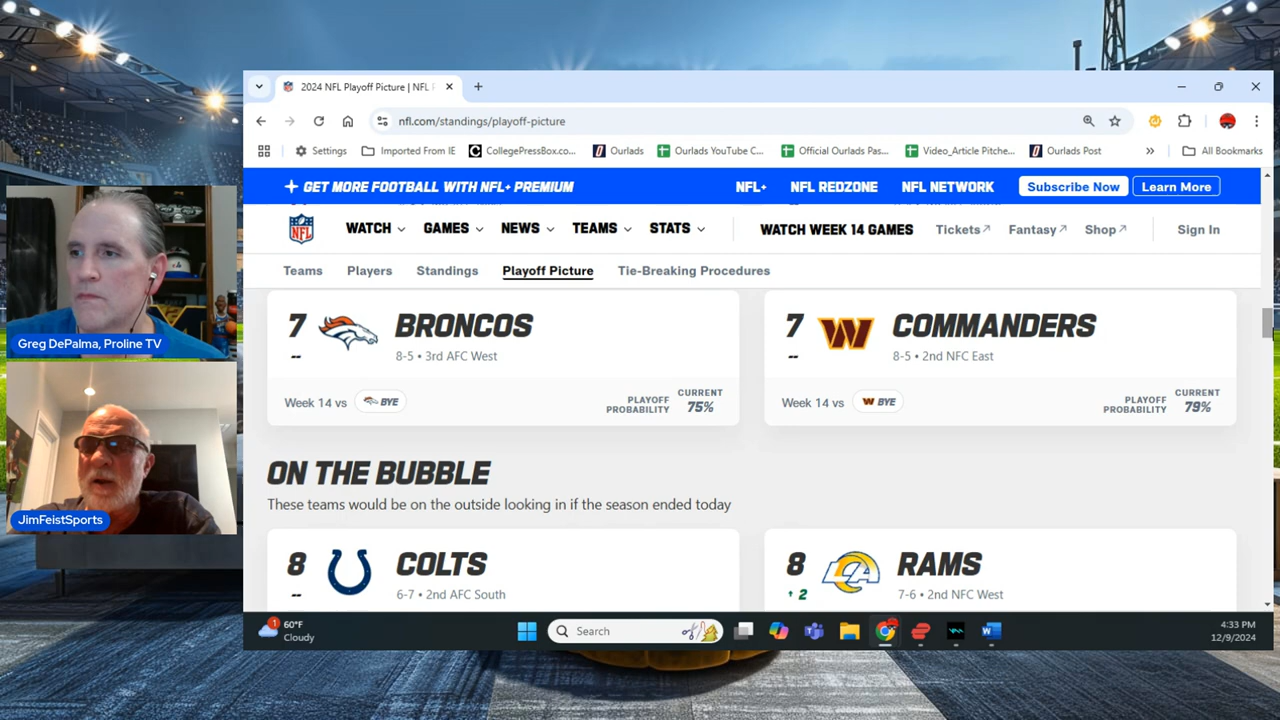 2024 NFL Playoff Picture | NFL
nfl.com/standings/playoff-picture
Settings Imported From IE CollegePressBox.co... Ourlads Ourlads YouTube C... Official Ourlads Pas... Video_Article Pitche... Ourlads Post » All Bookmarks
GET MORE FOOTBALL WITH NFL+ PREMIUM NFL+ NFL REDZONE NFL NETWORK Subscribe Now Learn More
NFL WATCH GAMES NEWS TEAMS STATS WATCH WEEK 14 GAMES Tickets Fantasy Shop Sign In
Teams Players Standings Playoff Picture Tie-Breaking Procedures
7 BRONCOS
-- 8-5 • 3rd AFC West
Week 14 vs BYE
PLAYOFF PROBABILITY CURRENT 75%
7 COMMANDERS
-- 8-5 • 2nd NFC East
Week 14 vs BYE
PLAYOFF PROBABILITY CURRENT 79%
ON THE BUBBLE
These teams would be on the outside looking in if the season ended today
8 COLTS
-- 6-7 • 2nd AFC South
8 RAMS
2 7-6 • 2nd NFC West
Greg DePalma, Proline TV
JimFeistSports
1 60°F
Cloudy
Search
4:33 PM
12/9/2024